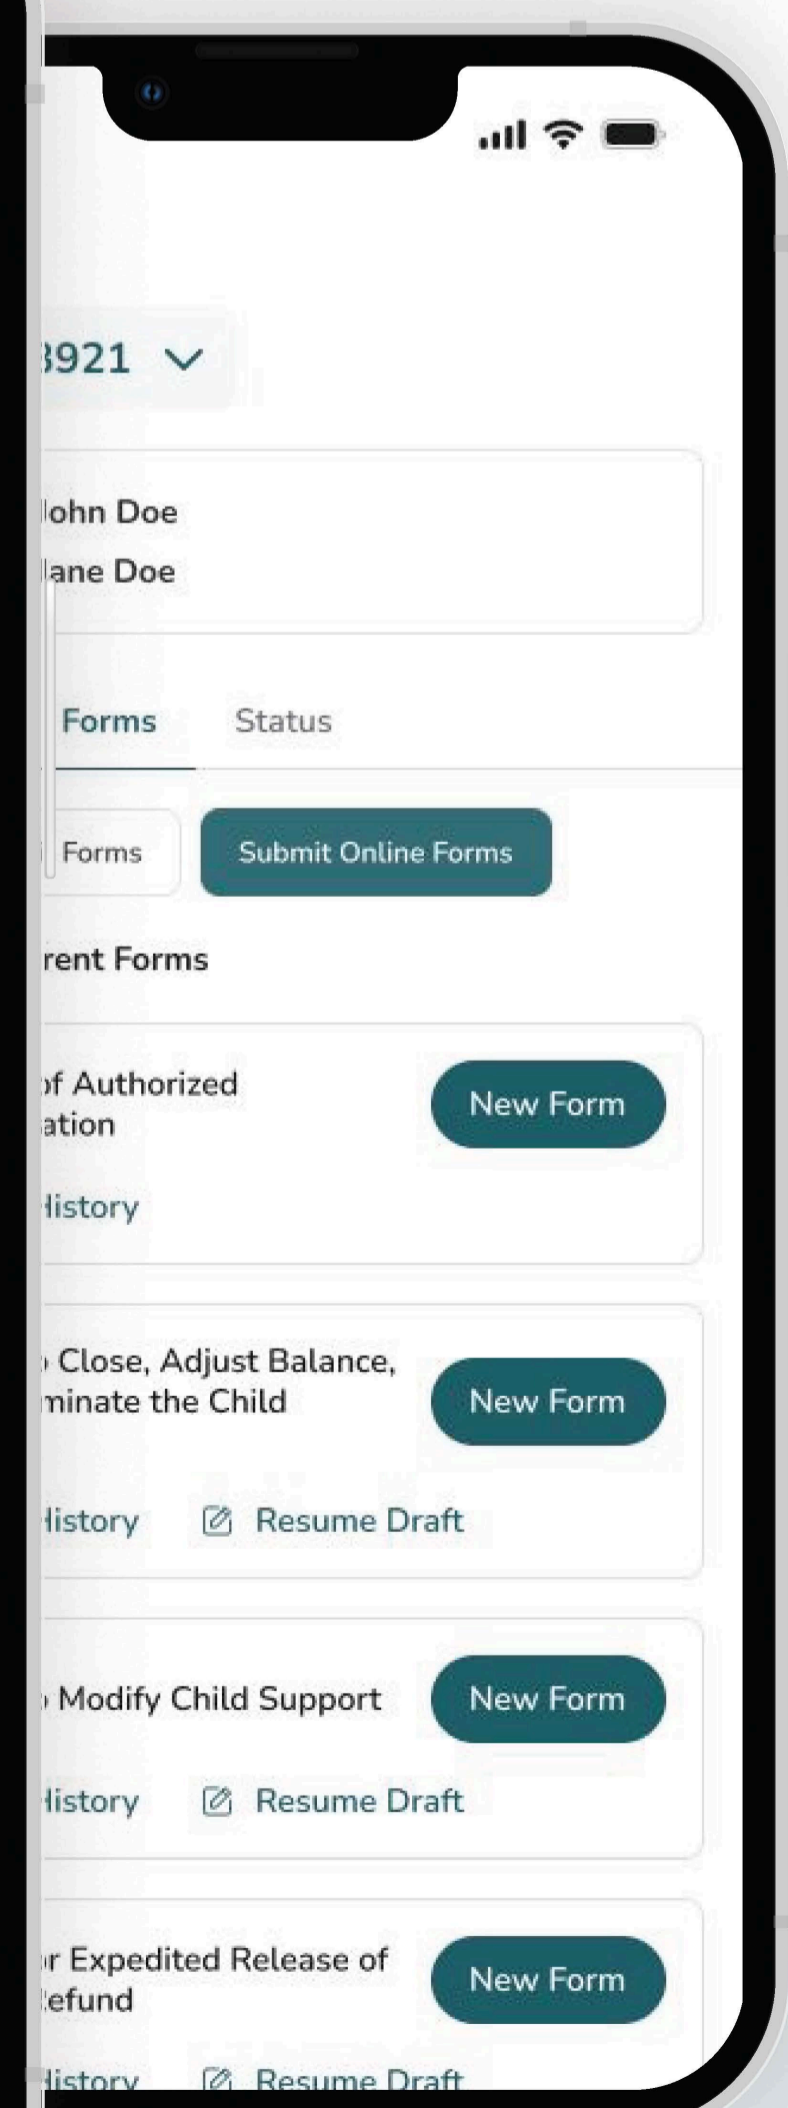 3921
John Doe
Jane Doe
Forms Status
Forms Submit Online Forms
rent Forms
of Authorized
ation
New Form
History
Close, Adjust Balance,
minate the Child
New Form
History Resume Draft
Modify Child Support New Form
History Resume Draft
r Expedited Release of
Refund
New Form
History Resume Draft